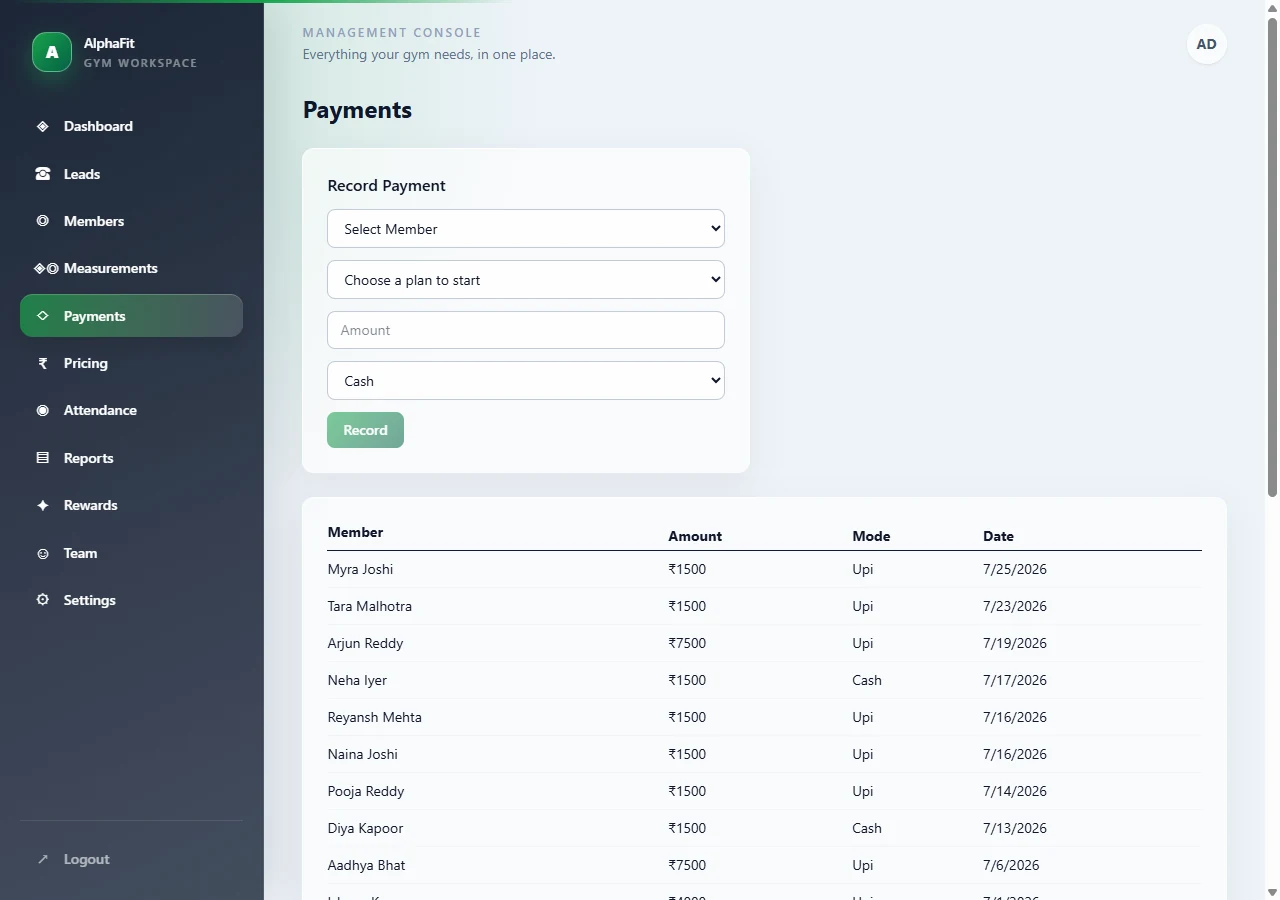 A
AlphaFit
GYM WORKSPACE
Dashboard
Leads
Members
Measurements
Payments
₹ Pricing
Attendance
Reports
Rewards
Team
Settings
Logout
MANAGEMENT CONSOLE
Everything your gym needs, in one place.
AD
Payments
Record Payment
Select Member
Choose a plan to start
Amount
Cash
Record
Member Amount Mode Date
Myra Joshi ₹1500 Upi 7/25/2026
Tara Malhotra ₹1500 Upi 7/23/2026
Arjun Reddy ₹7500 Upi 7/19/2026
Neha Iyer ₹1500 Cash 7/17/2026
Reyansh Mehta ₹1500 Upi 7/16/2026
Naina Joshi ₹1500 Upi 7/16/2026
Pooja Reddy ₹1500 Upi 7/14/2026
Diya Kapoor ₹1500 Cash 7/13/2026
Aadhya Bhat ₹7500 Upi 7/6/2026